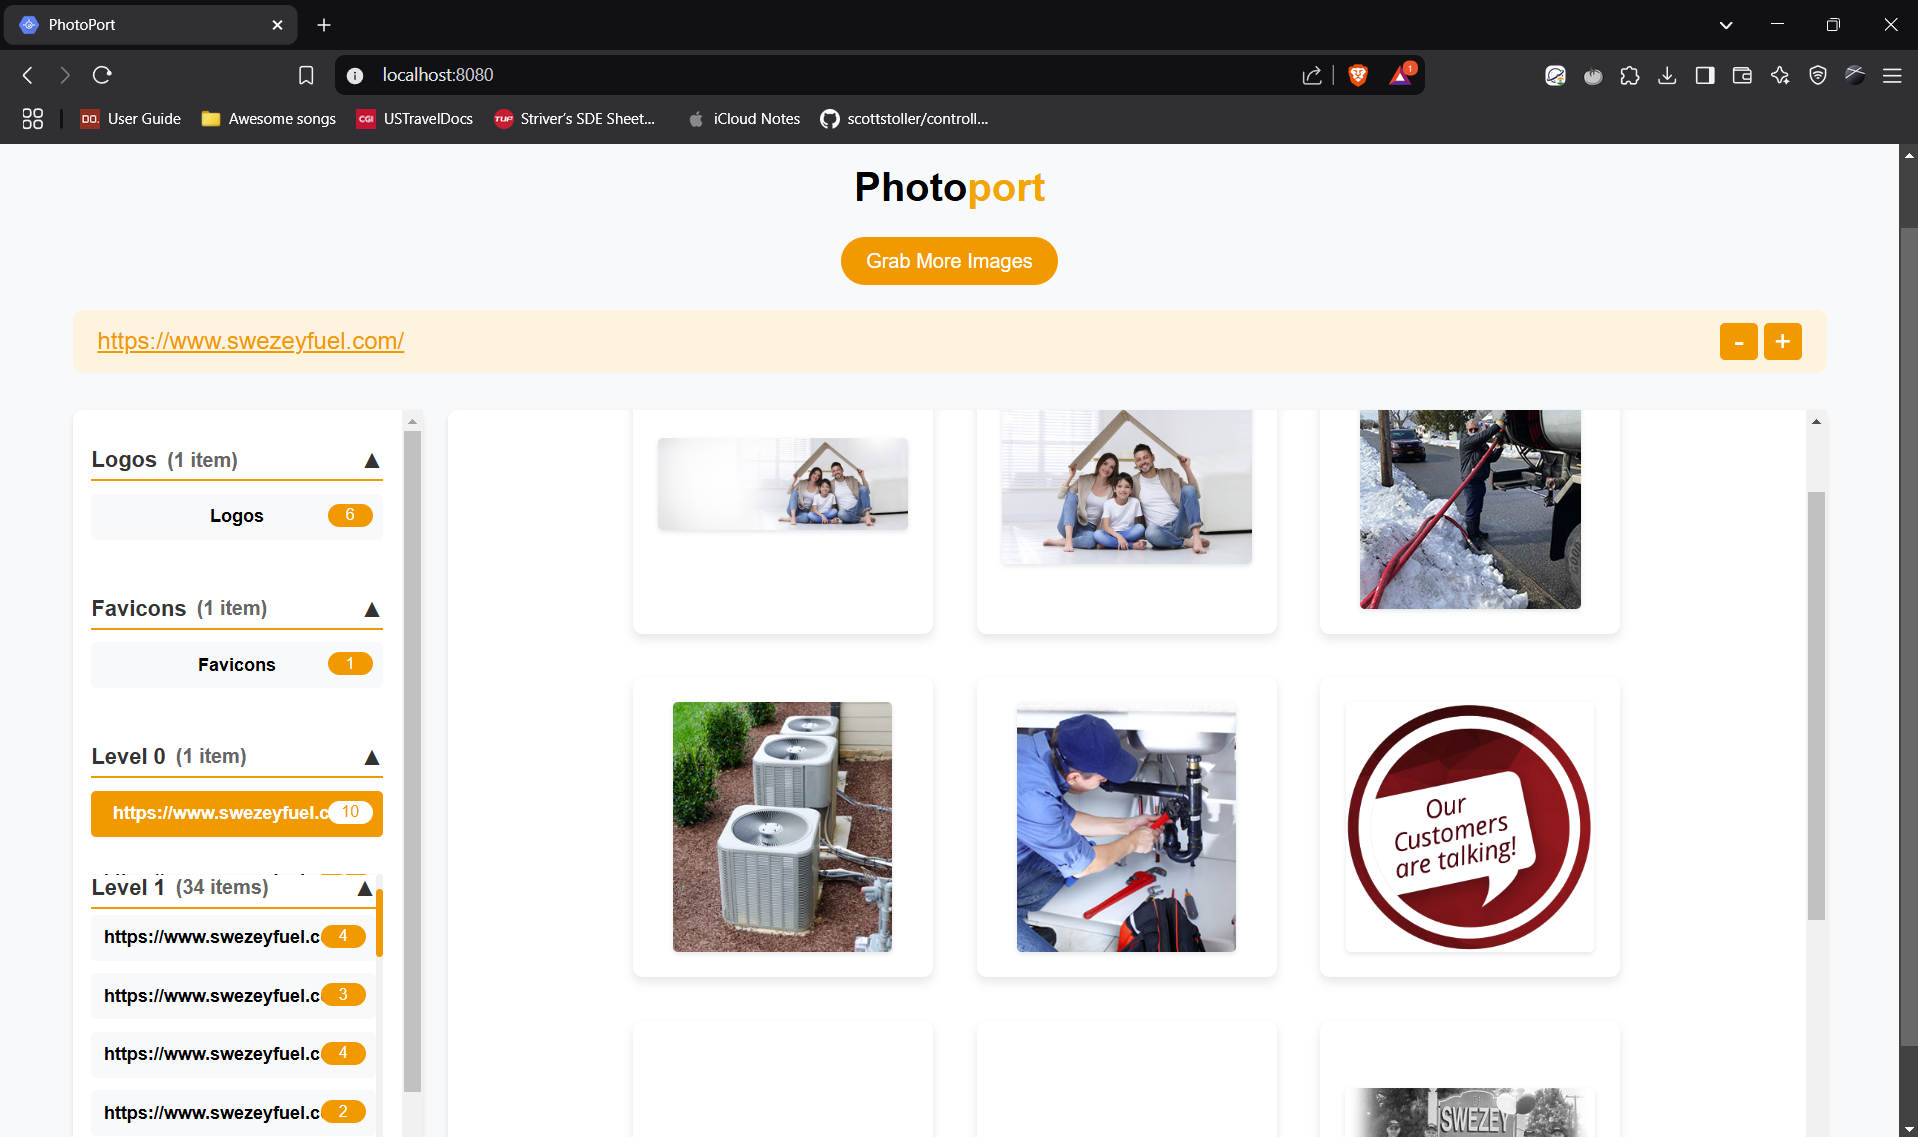 PhotoPort
localhost:8080
1
User Guide
Awesome songs
USTravelDocs
Striver's SDE Sheet...
iCloud Notes
scottstoller/controll...
Photoport
Grab More Images
https://www.swezeyfuel.com/
-
+
Logos (1 item)
Logos 6
Favicons (1 item)
Favicons 1
Level 0 (1 item)
https://www.swezeyfuel.c 10
Level 1 (34 items)
https://www.swezeyfuel.c 4
https://www.swezeyfuel.c 3
https://www.swezeyfuel.c 4
https://www.swezeyfuel.c 2
Our
Customers
are talking!
SWEZEY